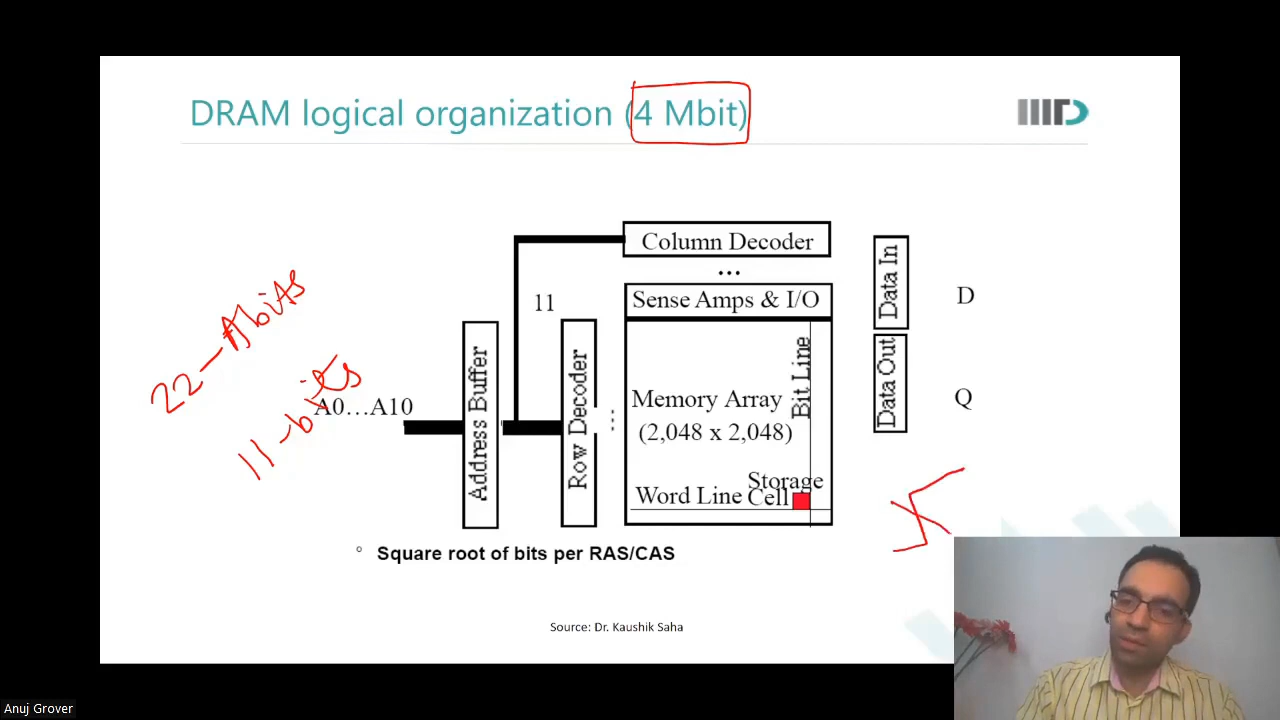 DRAM logical organization (4 Mbit)
IIITD
Column Decoder
...
Sense Amps & I/O
11
Data In
D
22-Abits
11-bits
A0...A10
Address Buffer
Row Decoder
...
Memory Array
(2,048 x 2,048)
Bit Line
Data Out
Q
Storage
Word Line Cell
° Square root of bits per RAS/CAS
Source: Dr. Kaushik Saha
Anuj Grover